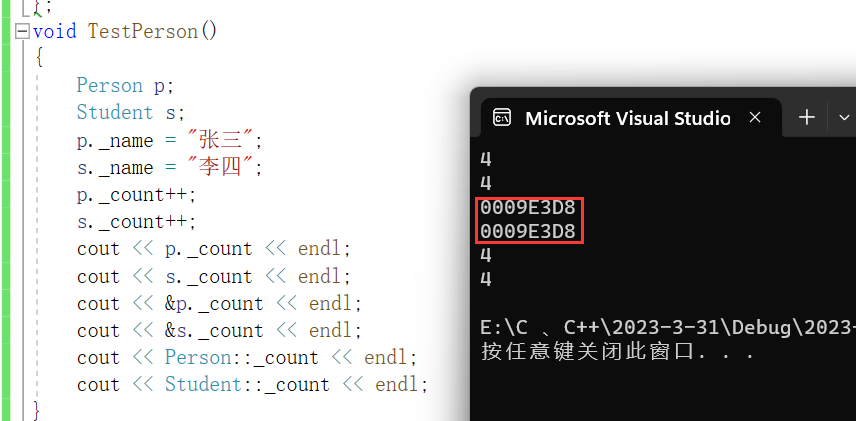 };
void TestPerson()
{
Person p;
Student s;
p._name = "张三";
s._name = "李四";
p._count++;
s._count++;
cout << p._count << endl;
cout << s._count << endl;
cout << &p._count << endl;
cout << &s._count << endl;
cout << Person::_count << endl;
cout << Student::_count << endl;
}
Microsoft Visual Studio
4
4
0009E3D8
0009E3D8
4
4
E:\C 、C++\2023-3-31\Debug\2023-
按任意键关闭此窗口. . .